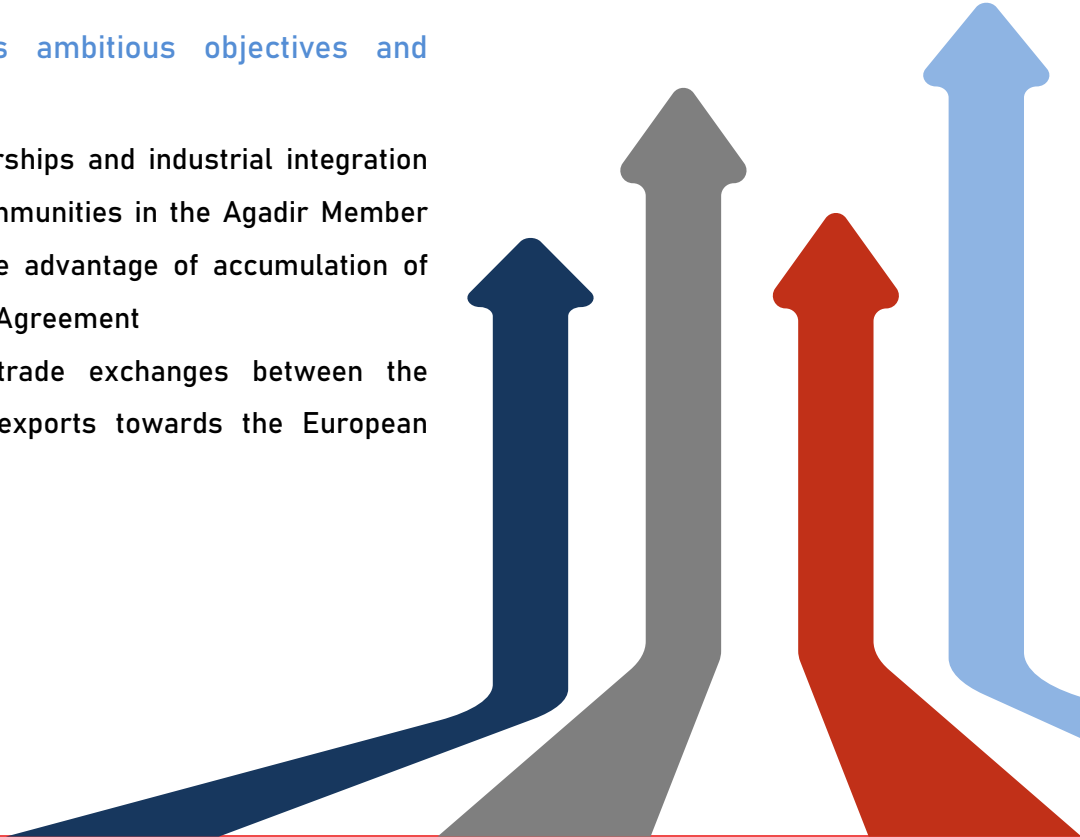 s ambitious objectives and
rships and industrial integration
mmunities in the Agadir Member
e advantage of accumulation of
Agreement
trade exchanges between the
exports towards the European